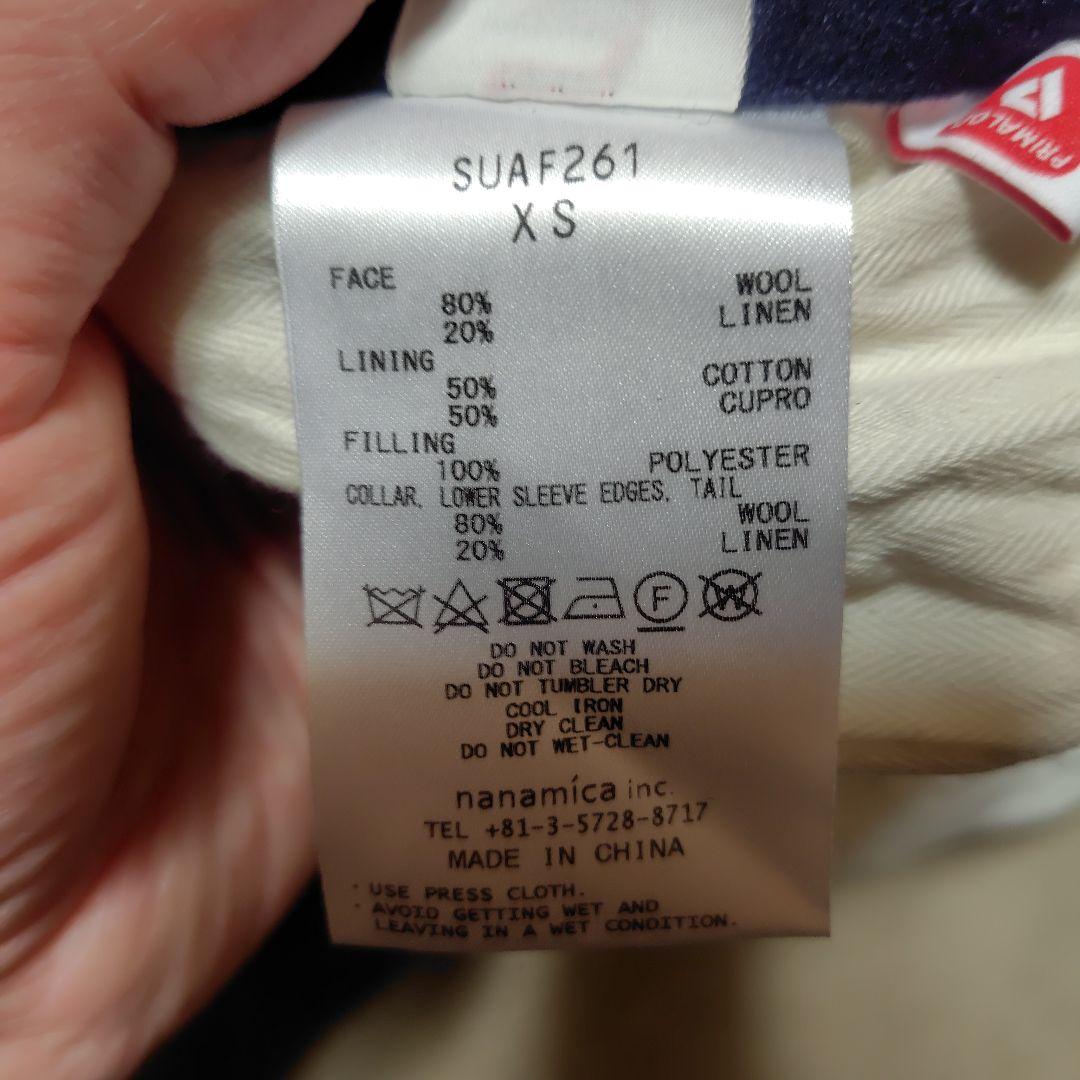 PRIMALO
SUAF261
XS
FACE
80% WOOL
20% LINEN
LINING
50% COTTON
50% CUPRO
FILLING
100% POLYESTER
COLLAR, LOWER SLEEVE EDGES, TAIL
80% WOOL
20% LINEN
F
W
DO NOT WASH
DO NOT BLEACH
DO NOT TUMBLER DRY
COOL IRON
DRY CLEAN
DO NOT WET-CLEAN
nanamíca inc.
TEL +81-3-5728-8717
MADE IN CHINA
・USE PRESS CLOTH.
・AVOID GETTING WET AND
LEAVING IN A WET CONDITION.